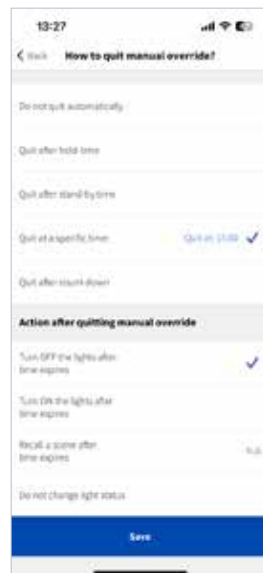 13:27
Back How to quit manual override?
Do not quit automatically
Quit after hold time
Quit after stand by time
Quit at a specific time Quit at
Quit after count down
Action after quitting manual override
Turn OFF the lights after
time expires
Turn ON the lights after
time expires
Recall a scene after
time expires
Do not change light status
Save